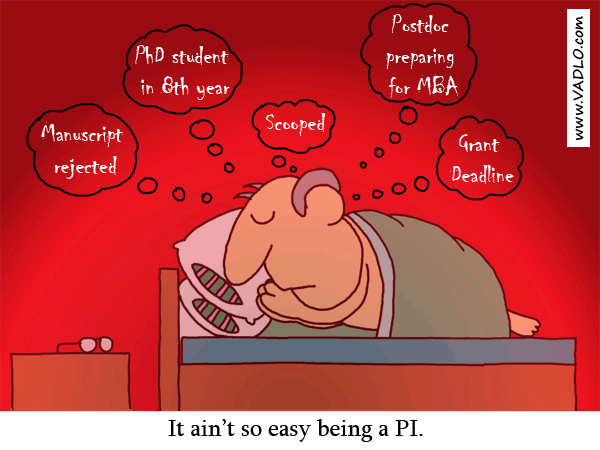 Manuscript
rejected
PhD student
in 8th year
Scooped
Postdoc
preparing
for MBA
Grant
Deadline
www.VADLO.com
It ain't so easy being a PI.